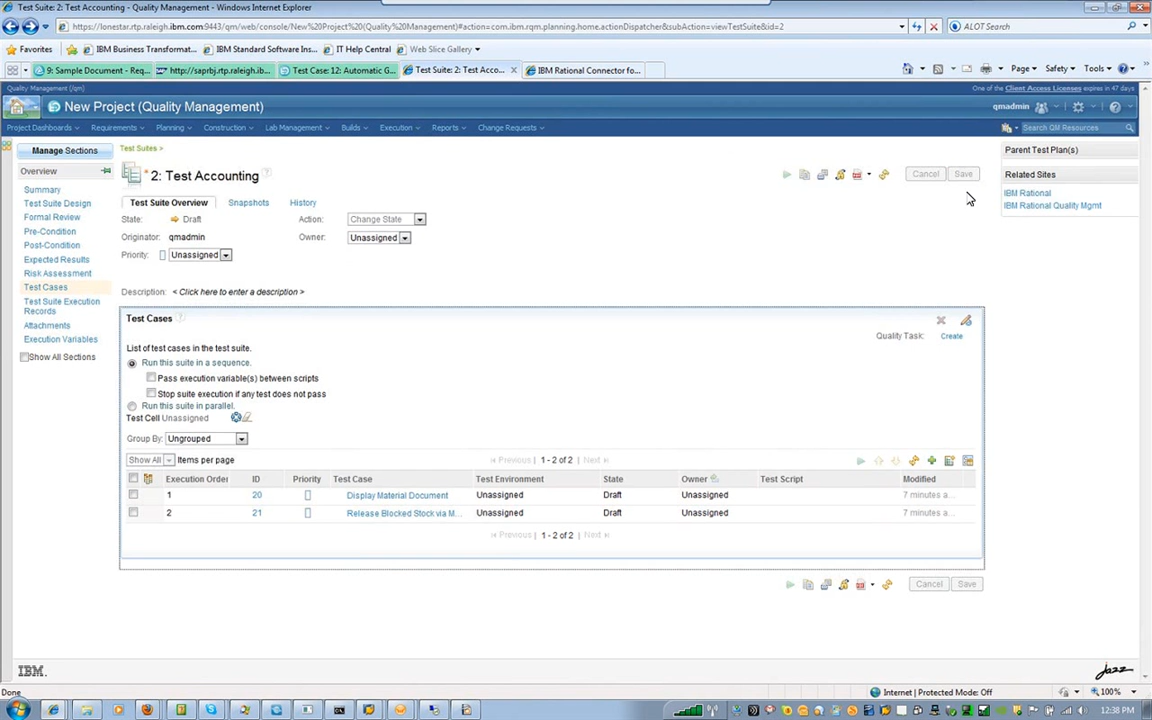 Test Suite: 2: Test Accounting - Quality Management - Windows Internet Explorer
https://lonestar.rtp.raleigh.ibm.com:9443/qm/web/console/New%20Project%20(Quality%20Management)#action=com.ibm.rqm.planning.home.actionDispatcher&subAction=viewTestSuite&id=2
ALOT Search
Favorites IBM Business Transformat... IBM Standard Software Ins... IT Help Central Web Slice Gallery
9: Sample Document - Req... http://saprbj.rtp.raleigh.ib... Test Case: 12: Automatic G... Test Suite: 2: Test Acco... X IBM Rational Connector fo... Page Safety Tools
Quality Management (/qm) One of the Client Access Licenses expires in 47 days
New Project (Quality Management) qmadmin
Project Dashboards Requirements Planning Construction Lab Management Builds Execution Reports Change Requests Search QM Resources
Manage Sections
Overview
Summary
Test Suite Design
Formal Review
Pre-Condition
Post-Condition
Expected Results
Risk Assessment
Test Cases
Test Suite Execution
Records
Attachments
Execution Variables
Show All Sections
Test Suites >
* 2: Test Accounting Cancel Save
Test Suite Overview Snapshots History
State: Draft Action: Change State
Originator: qmadmin Owner: Unassigned
Priority: Unassigned
Description: < Click here to enter a description >
Parent Test Plan(s)
Related Sites
IBM Rational
IBM Rational Quality Mgmt
Test Cases
Quality Task: Create
List of test cases in the test suite.
Run this suite in a sequence.
Pass execution variable(s) between scripts
Stop suite execution if any test does not pass
Run this suite in parallel.
Test Cell Unassigned
Group By: Ungrouped
Show All Items per page Previous | 1 - 2 of 2 | Next
Execution Order ID Priority Test Case Test Environment State Owner Test Script Modified
1 20 Display Material Document Unassigned Draft Unassigned 7 minutes a...
2 21 Release Blocked Stock via M... Unassigned Draft Unassigned 7 minutes a...
Previous | 1 - 2 of 2 | Next
Cancel Save
IBM. jazz
Done Internet | Protected Mode: Off 100%
12:38 PM